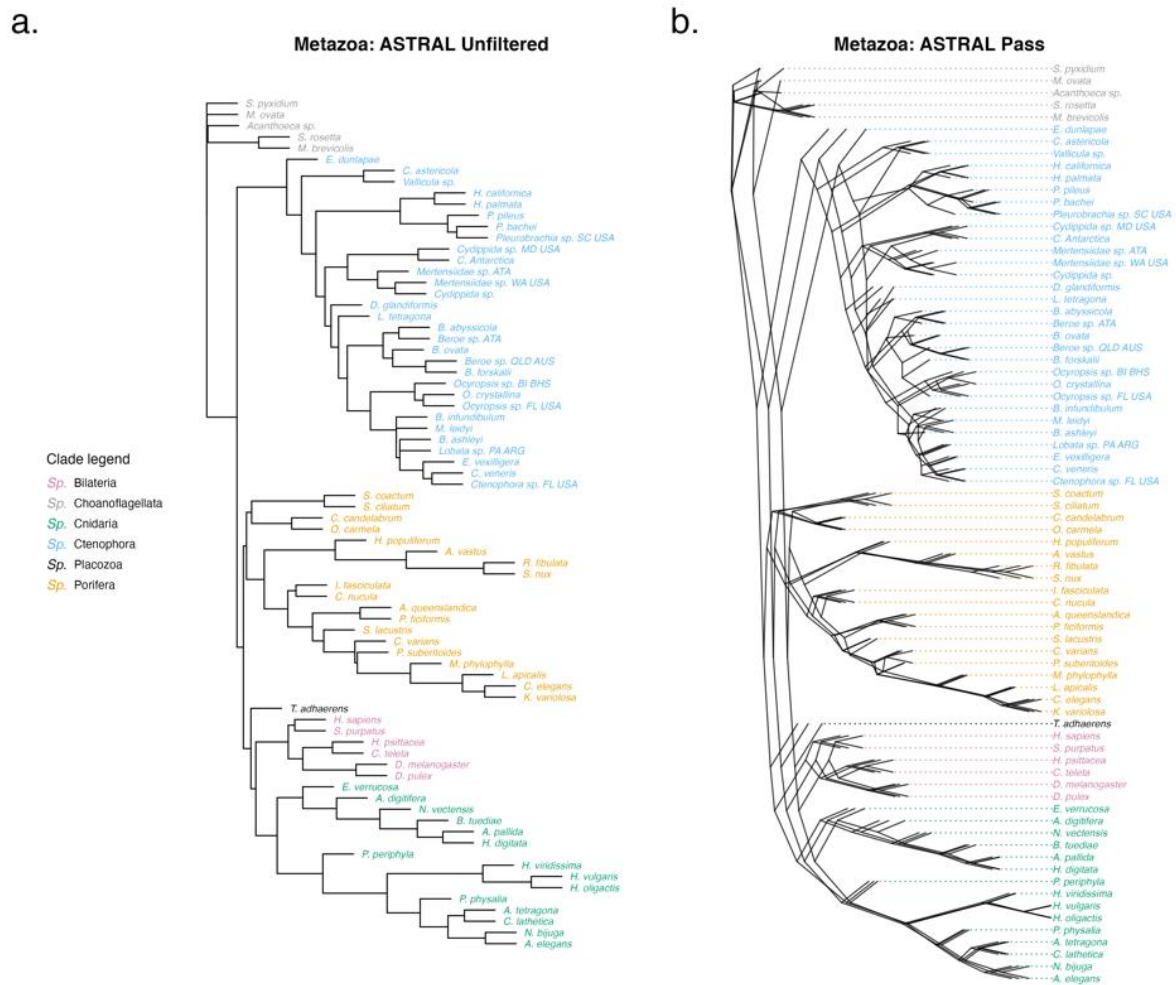 a.
Metazoa: ASTRAL Unfiltered
S. pyxidium
M. ovata
Acanthoeca sp.
S. rosetta
M. brevicolis
E. dunlapae
C. astericola
Vallicula sp.
H. californica
H. palmata
P. pileus
P. bachei
Pleurobrachia sp. SC USA
Cydippida sp. MD USA
C. Antarctica
Mertensiidae sp. ATA
Mertensiidae sp. WA USA
Cydippida sp.
D. glandiformis
L. tetragona
B. abyssicola
Beroe sp. ATA
B. ovata
Beroe sp. QLD AUS
B. forskalii
Ocyropsis sp. BI BHS
O. crystallina
Ocyropsis sp. FL USA
B. infundibulum
M. leidyi
B. ashleyi
Lobata sp. PA ARG
E. vexilligera
C. veneris
Ctenophora sp. FL USA
S. coactum
S. ciliatum
C. candelabrum
O. carmela
H. populiferum
A. vastus
R. fibulata
S. nux
I. fasciculata
C. nucula
A. queenslandica
P. ficiformis
S. lacustris
C. varians
P. suberitoides
M. phylophylla
L. apicalis
C. elegans
K. variolosa
T. adhaerens
H. sapiens
S. purpatus
H. psittacea
C. teleta
D. melanogaster
D. pulex
E. verrucosa
A. digitifera
N. vectensis
B. tuediae
A. pallida
H. digitata
P. periphyla
H. viridissima
H. vulgaris
H. oligactis
P. physalia
A. tetragona
C. lathetica
N. bijuga
A. elegans
Clade legend
Sp. Bilateria
Sp. Choanoflagellata
Sp. Cnidaria
Sp. Ctenophora
Sp. Placozoa
Sp. Porifera
b.
Metazoa: ASTRAL Pass
S. pyxidium
M. ovata
Acanthoeca sp.
S. rosetta
M. brevicolis
E. dunlapae
C. astericola
Vallicula sp.
H. californica
H. palmata
P. pileus
P. bachei
Pleurobrachia sp. SC USA
Cydippida sp. MD USA
C. Antarctica
Mertensiidae sp. ATA
Mertensiidae sp. WA USA
Cydippida sp.
D. glandiformis
L. tetragona
B. abyssicola
Beroe sp. ATA
B. ovata
Beroe sp. QLD AUS
B. forskalii
Ocyropsis sp. BI BHS
O. crystallina
Ocyropsis sp. FL USA
B. infundibulum
M. leidyi
B. ashleyi
Lobata sp. PA ARG
E. vexilligera
C. veneris
Ctenophora sp. FL USA
S. coactum
S. ciliatum
C. candelabrum
O. carmela
H. populiferum
A. vastus
R. fibulata
S. nux
I. fasciculata
C. nucula
A. queenslandica
P. ficiformis
S. lacustris
C. varians
P. suberitoides
M. phylophylla
L. apicalis
C. elegans
K. variolosa
T. adhaerens
H. sapiens
S. purpatus
H. psittacea
C. teleta
D. melanogaster
D. pulex
E. verrucosa
A. digitifera
N. vectensis
B. tuediae
A. pallida
H. digitata
P. periphyla
H. viridissima
H. vulgaris
H. oligactis
P. physalia
A. tetragona
C. lathetica
N. bijuga
A. elegans